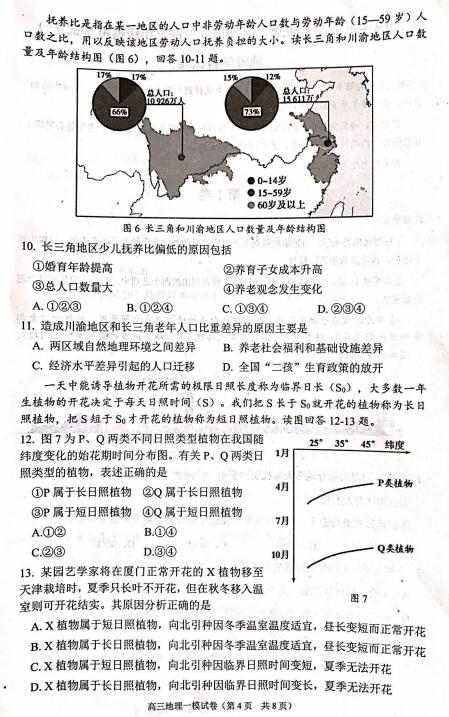 抚养比是指在某一地区的人口中非劳动年龄人口数与劳动年龄（15—59岁）人
口数之比，用以反映该地区劳动人口抚养负担的大小。读长三角和川渝地区人口数
量及年龄结构图（图6），回答10-11题。
17%
17%
66%
总人口：
10 926万人
15%
12%
73%
总人口：
15 611万人
0~14岁
15~59岁
60岁及以上
图6 长三角和川渝地区人口数量及年龄结构图
10. 长三角地区少儿抚养比偏低的原因包括
①婚育年龄提高 ②养育子女成本升高
③总人口数量大 ④养老观念发生变化
A. ①②③ B. ①②④ C. ①③④ D. ②③④
11. 造成川渝地区和长三角老年人口比重差异的原因主要是
A. 两区域自然地理环境之间差异 B. 养老社会福利和基础设施差异
C. 经济水平差异引起的人口迁移 D. 全国“二孩”生育政策的放开
一天中能诱导植物开花所需的极限日照长度称为临界日长（S₀），大多数一年
生植物的开花决定于每天日照时间（S）。我们把S长于S₀就开花的植物称为长日
照植物，把S短于S₀才开花的植物称为短日照植物。读图回答12-13题。
12. 图7为P、Q两类不同日照类型植物在我国随
纬度变化的始花期时间分布图。有关P、Q两类日
照类型的植物，表述正确的是
①P属于长日照植物 ②Q属于长日照植物
③P属于短日照植物 ④Q属于短日照植物
A.①② B.①④
C.②③ D.③④
25° 35° 45° 纬度
1月
4月
7月
10月
P类植物
Q类植物
图7
13. 某园艺学家将在厦门正常开花的X植物移至
天津栽培时，夏季只长叶不开花，但在秋冬移入温
室则可开花结实。其原因分析正确的是
A. X植物属于短日照植物，向北引种因冬季温室温度适宜，昼长变短而正常开花
B. X植物属于长日照植物，向北引种因冬季温室温度适宜，昼长变短而正常开花
C. X植物属于短日照植物，向北引种因临界日照时间变短，夏季无法开花
D. X植物属于长日照植物，向北引种因临界日照时间变长，夏季无法开花
高三地理一模试卷（第4页 共8页）